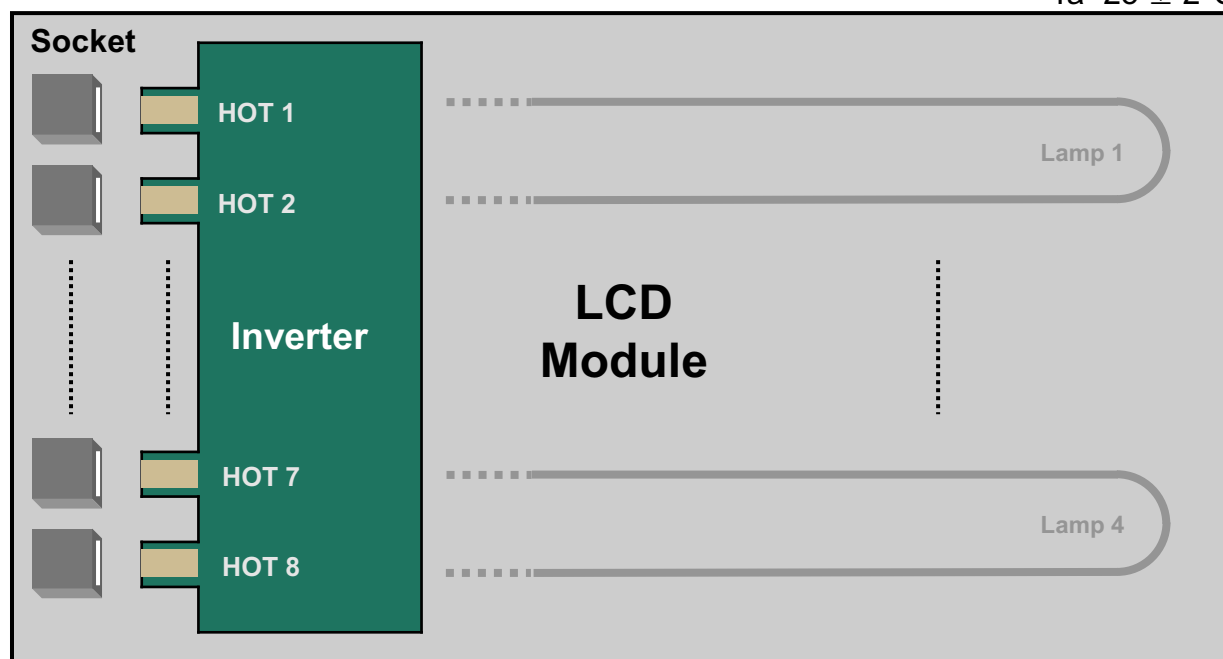 Socket
HOT 1
Lamp 1
HOT 2
LCD
Module
Inverter
HOT 7
Lamp 4
HOT 8